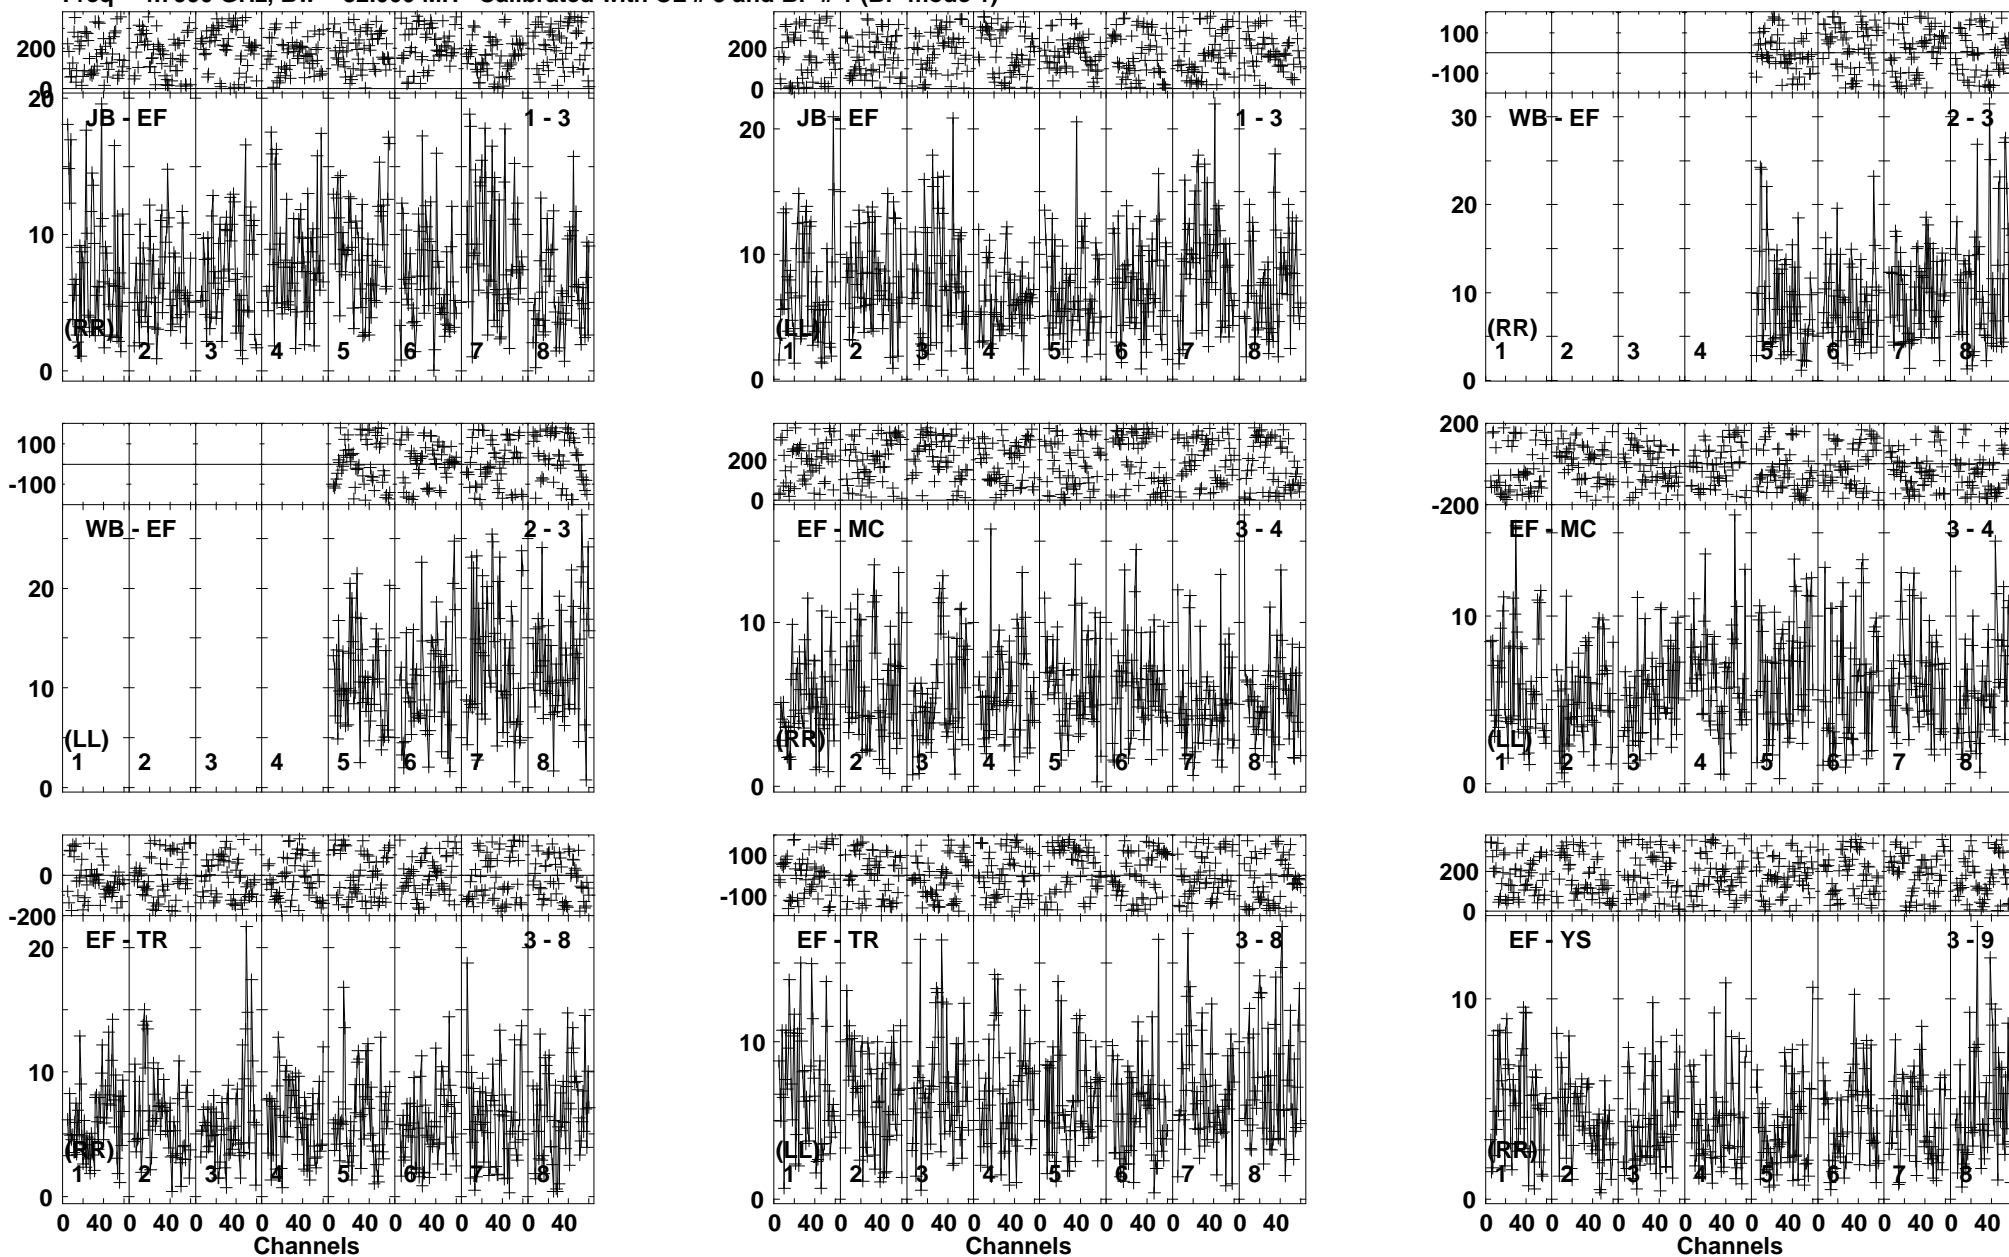 200 0 200 0 100 -100
20 10 0 JB - EF 1 - 3 (RR) 1 2 3 4 5 6 7 8
20 10 0 JB - EF 1 - 3 (LL) 1 2 3 4 5 6 7 8
30 20 10 0 WB - EF 2 - 3 (RR) 1 2 3 4 5 6 7 8
100 -100 200 0 200 -200
20 10 0 WB - EF 2 - 3 (LL) 1 2 3 4 5 6 7 8
10 0 EF - MC 3 - 4 (RR) 1 2 3 4 5 6 7 8
10 0 EF - MC 3 - 4 (LL) 1 2 3 4 5 6 7 8
0 -200 100 -100 200 0
20 10 0 EF - TR 3 - 8 (RR) 1 2 3 4 5 6 7 8
10 0 EF - TR 3 - 8 (LL) 1 2 3 4 5 6 7 8
10 0 EF - YS 3 - 9 (RR) 1 2 3 4 5 6 7 8
0 40 0 40 0 40 0 40 0 40 0 40 0 40 0 40
0 40 0 40 0 40 0 40 0 40 0 40 0 40 0 40
0 40 0 40 0 40 0 40 0 40 0 40 0 40 0 40
Channels Channels Channels